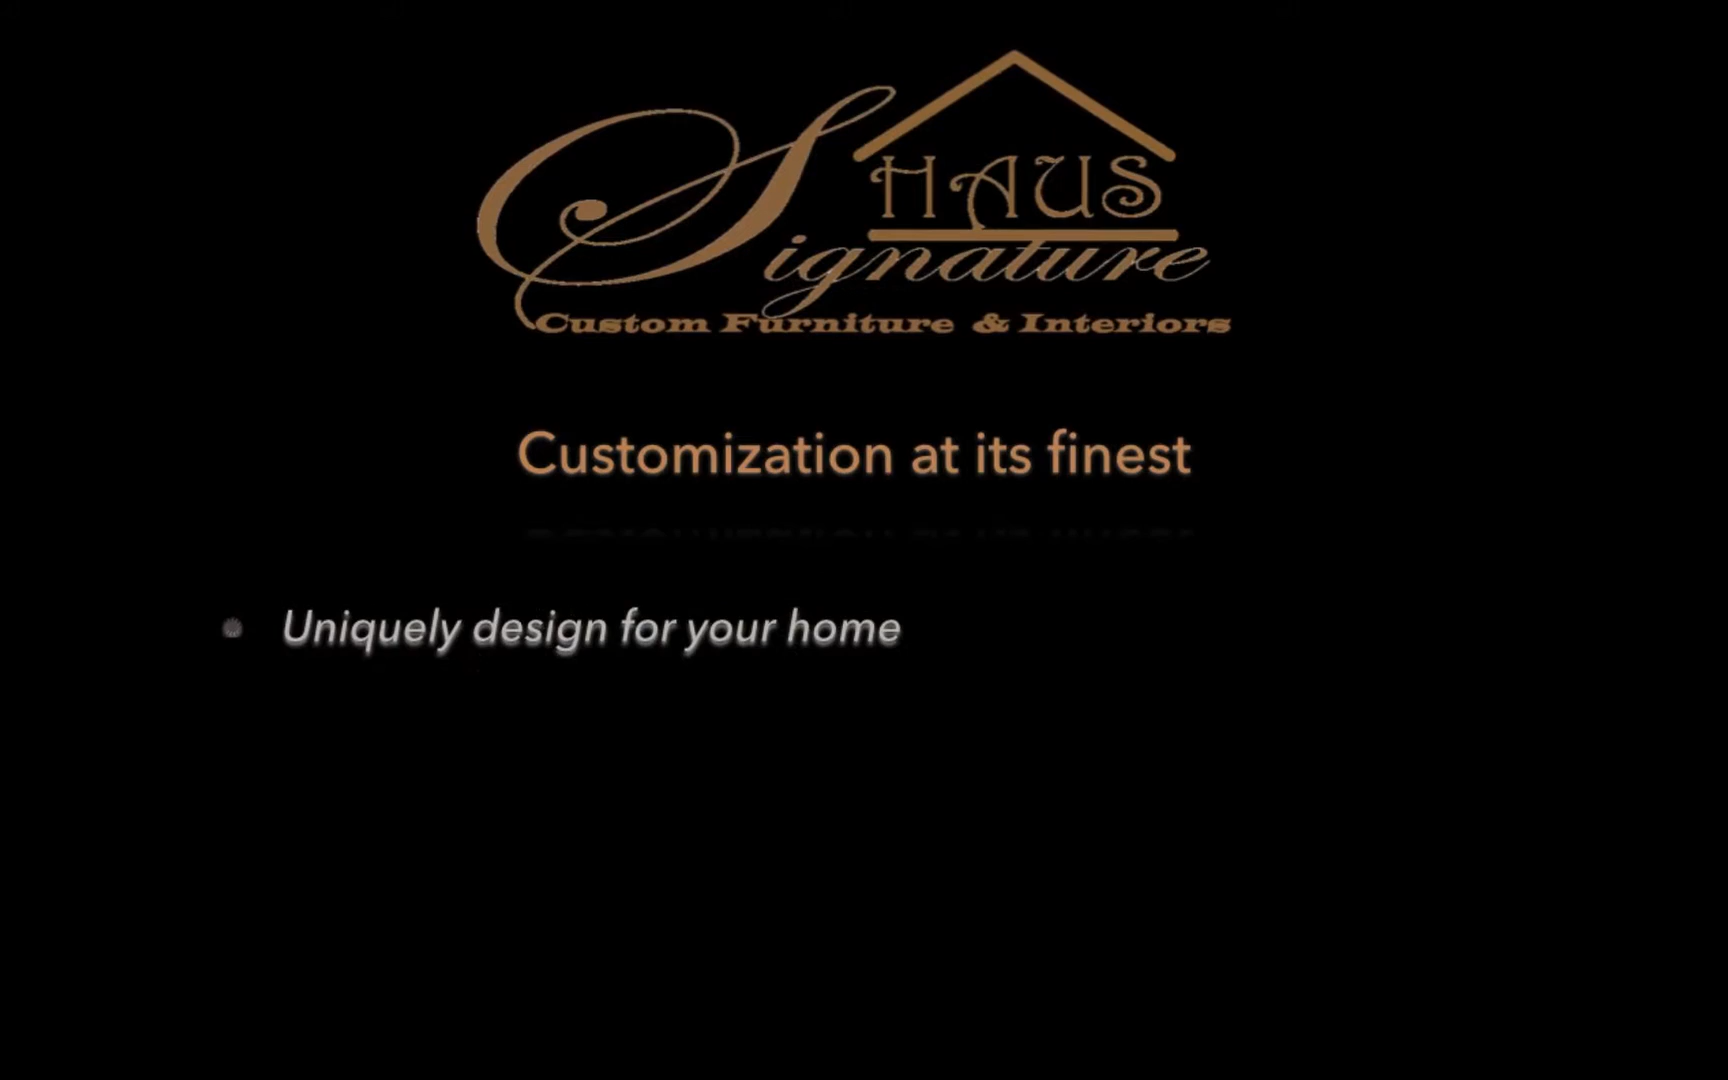 HAUS
Signature
Custom Furniture & Interiors
Customization at its finest
Uniquely design for your home